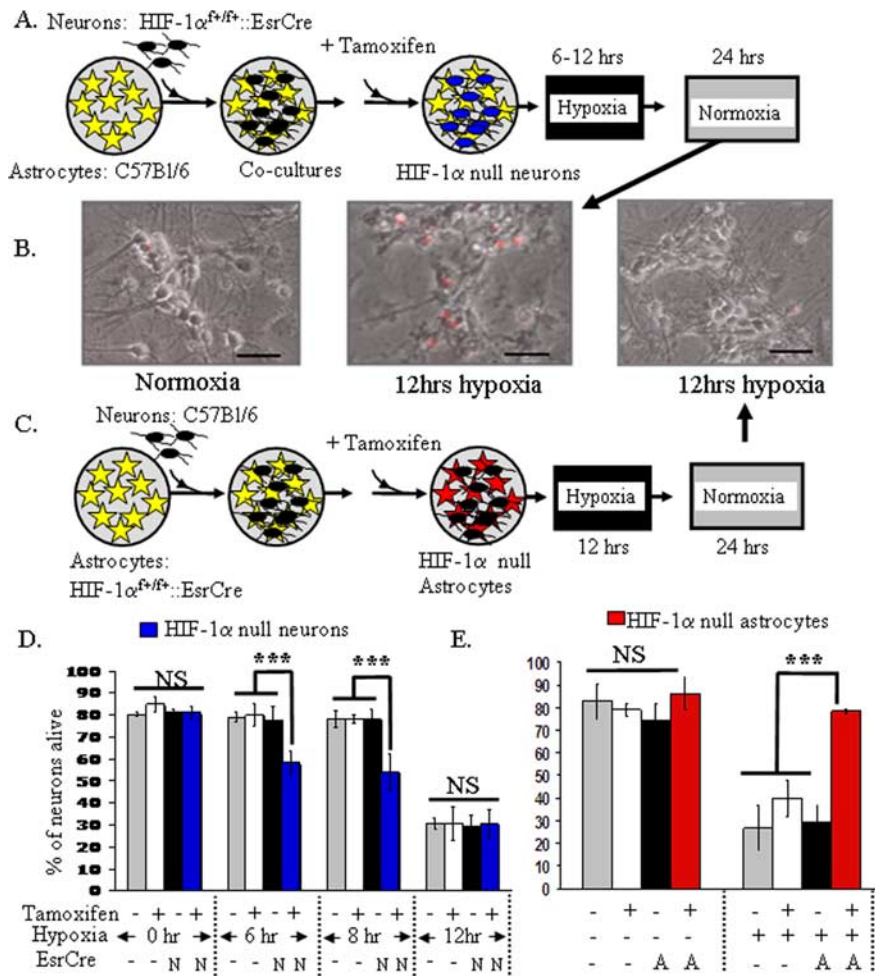 A.
Neurons: HIF-1α^f+/f+::EsrCre
+ Tamoxifen
6-12 hrs
24 hrs
Hypoxia
Normoxia
Astrocytes: C57Bl/6
Co-cultures
HIF-1α null neurons
B.
Normoxia
12hrs hypoxia
12hrs hypoxia
C.
Neurons: C57Bl/6
+ Tamoxifen
Hypoxia
Normoxia
12 hrs
24 hrs
Astrocytes:
HIF-1α^f+/f+::EsrCre
HIF-1α null
Astrocytes
D.
HIF-1α null neurons
% of neurons alive
100
90
80
70
60
50
40
30
20
10
0
NS
***
***
NS
Tamoxifen - + - + - + - + - + - + - + - +
Hypoxia 0 hr 6 hr 8 hr 12hr
EsrCre - - N N - - N N - - N N - - N N
E.
HIF-1α null astrocytes
100
90
80
70
60
50
40
30
20
10
0
NS
***
- + - + - + - +
- - - - + + + +
- - A A - - A A